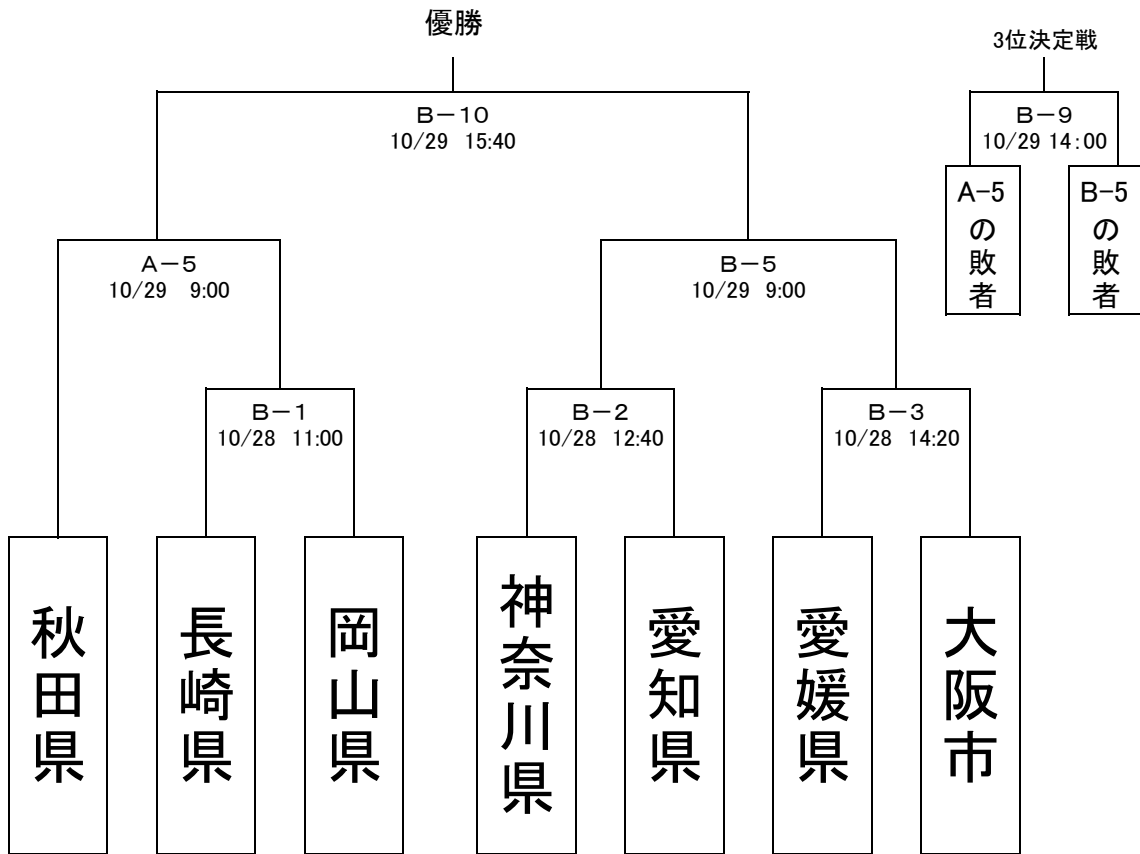 優勝
3位決定戦
B-10
10/29 15:40
B-9
10/29 14:00
A-5の敗者
B-5の敗者
A-5
10/29 9:00
B-5
10/29 9:00
B-1
10/28 11:00
B-2
10/28 12:40
B-3
10/28 14:20
秋田県
長崎県
岡山県
神奈川県
愛知県
愛媛県
大阪市